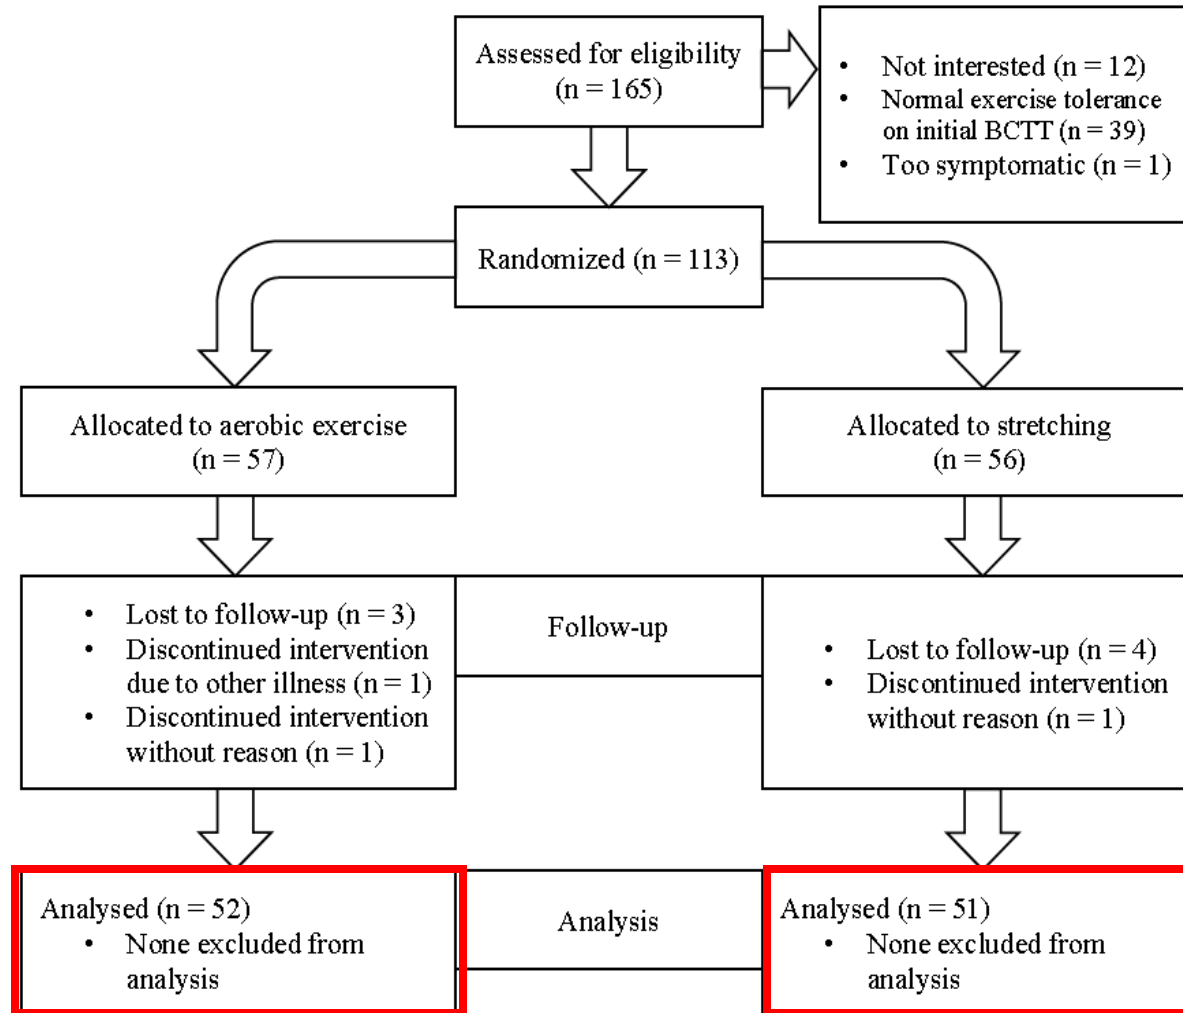 Assessed for eligibility
(n = 165)
• Not interested (n = 12)
• Normal exercise tolerance
on initial BCTT (n = 39)
• Too symptomatic (n = 1)
Randomized (n = 113)
Allocated to aerobic exercise
(n = 57)
Allocated to stretching
(n = 56)
• Lost to follow-up (n = 3)
• Discontinued intervention
due to other illness (n = 1)
• Discontinued intervention
without reason (n = 1)
Follow-up
• Lost to follow-up (n = 4)
• Discontinued intervention
without reason (n = 1)
Analysed (n = 52)
• None excluded from
analysis
Analysis
Analysed (n = 51)
• None excluded from
analysis